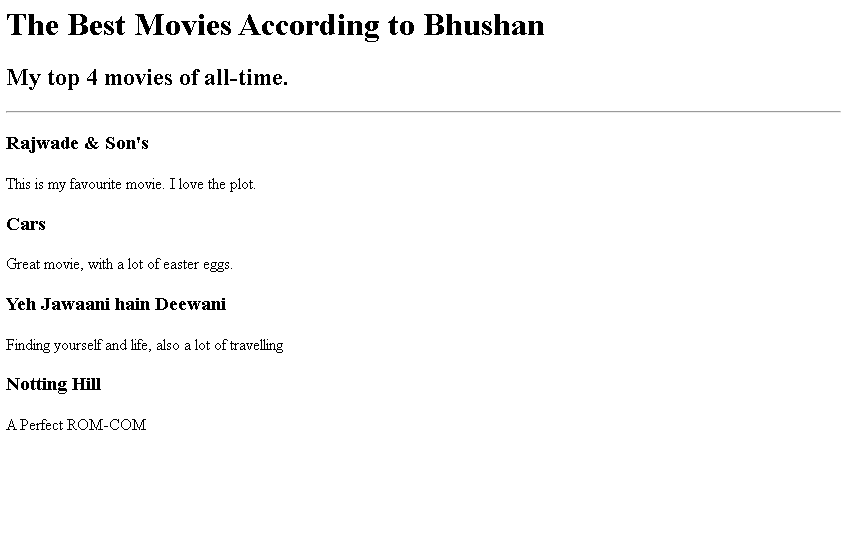 The Best Movies According to Bhushan
My top 4 movies of all-time.
Rajwade & Son's
This is my favourite movie. I love the plot.
Cars
Great movie, with a lot of easter eggs.
Yeh Jawaani hain Deewani
Finding yourself and life, also a lot of travelling
Notting Hill
A Perfect ROM-COM